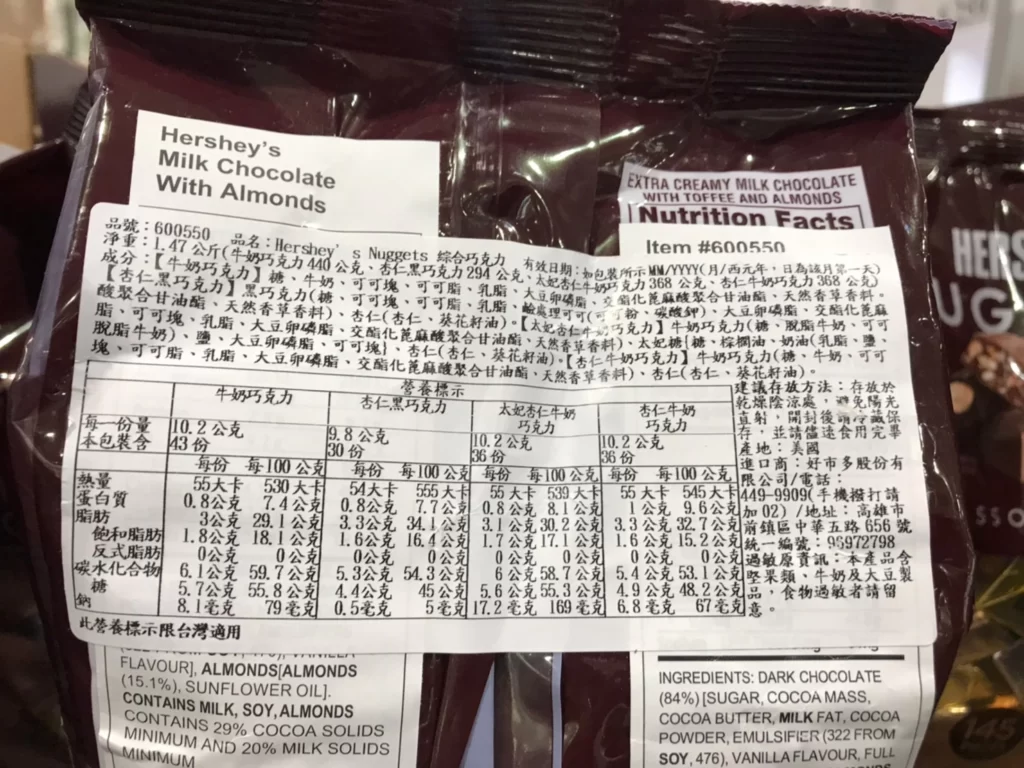 Hershey's
Milk Chocolate
With Almonds
EXTRA CREAMY MILK CHOCOLATE
WITH TOFFEE AND ALMONDS
Nutrition Facts
Item #600550
品號：600550 品名：Hershey's Nuggets 綜合巧克力 有效日期：如包裝所示MM/YYYY(月/西元年，日為該月第一天)
淨重：1.47 公斤(牛奶巧克力 440 公克、杏仁黑巧克力 294 公克、太妃杏仁牛奶巧克力 368 公克、杏仁牛奶巧克力 368 公克)
成分：【牛奶巧克力】糖、牛奶、可可塊、可可脂、乳脂、大豆卵磷脂、交酯化蓖麻酸聚合甘油酯、天然香草香料。
【杏仁黑巧克力】黑巧克力(糖、可可塊、可可脂、乳脂、鹼處理可可(可可粉、碳酸鉀)、大豆卵磷脂、交酯化蓖麻
酸聚合甘油酯、天然香草香料)、杏仁(杏仁、葵花籽油)。【太妃杏仁牛奶巧克力】牛奶巧克力(糖、脫脂牛奶、可可
脂、可可塊、乳脂、大豆卵磷脂、交酯化蓖麻酸聚合甘油酯、天然香草香料)、太妃糖(糖、棕櫚油、奶油(乳脂、鹽、
脫脂牛奶)、鹽、大豆卵磷脂、可可塊)、杏仁(杏仁、葵花籽油)。【杏仁牛奶巧克力】牛奶巧克力(糖、牛奶、可可
塊、可可脂、乳脂、大豆卵磷脂、交酯化蓖麻酸聚合甘油酯、天然香草香料)、杏仁(杏仁、葵花籽油)。
營養標示
牛奶巧克力 杏仁黑巧克力 太妃杏仁牛奶巧克力 杏仁牛奶巧克力
每一份量 10.2 公克 9.8 公克 10.2 公克 10.2 公克
本包裝含 43 份 30 份 36 份 36 份
每份 每100 公克 每份 每100 公克 每份 每100 公克 每份 每100 公克
熱量 55大卡 530 大卡 54大卡 555 大卡 55 大卡 539 大卡 55 大卡 545大卡
蛋白質 0.8公克 7.4 公克 0.8公克 7.7公克 0.8 公克 8.1公克 1 公克 9.6公克
脂肪 3公克 29.1 公克 3.3公克 34.1公克 3.1 公克 30.2 公克 3.3 公克 32.7公克
飽和脂肪 1.8公克 18.1 公克 1.6公克 16.4 公克 1.7 公克 17.1 公克 1.6 公克 15.2公克
反式脂肪 0公克 0 公克 0公克 0公克 0公克 0公克 0公克 0公克
碳水化合物 6.1公克 59.7 公克 5.3公克 54.3 公克 6 公克 58.7 公克 5.4 公克 53.1公克
糖 5.7公克 55.8 公克 4.4公克 45 公克 5.6 公克 55.3 公克 4.9 公克 48.2公克
鈉 8.1毫克 79 毫克 0.5毫克 5 毫克 17.2 毫克 169 毫克 6.8 毫克 67毫克
此營養標示限台灣適用
建議存放方法：存放於
乾燥陰涼處，避免陽光
直射，開封後請冷藏保
存，並請儘速食用完畢
產地：美國
進口商：好市多股份有
限公司/電話：
449-9909(手機撥打請
加02) /地址：高雄市
前鎮區中華五路 656 號
統一編號：95972798
過敏原資訊：本產品含
堅果類、牛奶及大豆製
品，食物過敏者請留
意。
FLAVOUR], ALMONDS[ALMONDS
(15.1%), SUNFLOWER OIL].
CONTAINS MILK, SOY, ALMONDS
CONTAINS 29% COCOA SOLIDS
MINIMUM AND 20% MILK SOLIDS
MINIMUM
INGREDIENTS: DARK CHOCOLATE
(84%) [SUGAR, COCOA MASS,
COCOA BUTTER, MILK FAT, COCOA
POWDER, EMULSIFIER (322 FROM
SOY, 476), VANILLA FLAVOUR, FULL
HERS
UG
SSO
145